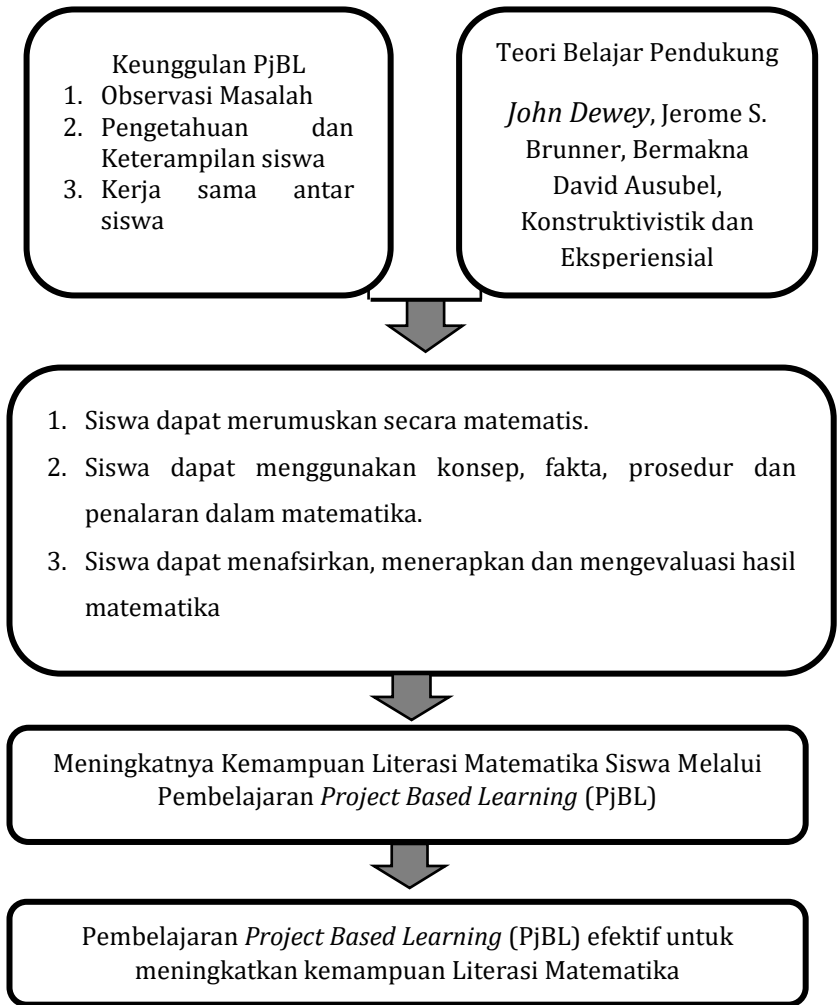 Keunggulan PjBL
1. Observasi Masalah
2. Pengetahuan dan
Keterampilan siswa
3. Kerja sama antar
siswa
Teori Belajar Pendukung
John Dewey, Jerome S.
Brunner, Bermakna
David Ausubel,
Konstruktivistik dan
Eksperiensial
1. Siswa dapat merumuskan secara matematis.
2. Siswa dapat menggunakan konsep, fakta, prosedur dan
penalaran dalam matematika.
3. Siswa dapat menafsirkan, menerapkan dan mengevaluasi hasil
matematika
Meningkatnya Kemampuan Literasi Matematika Siswa Melalui
Pembelajaran Project Based Learning (PjBL)
Pembelajaran Project Based Learning (PjBL) efektif untuk
meningkatkan kemampuan Literasi Matematika